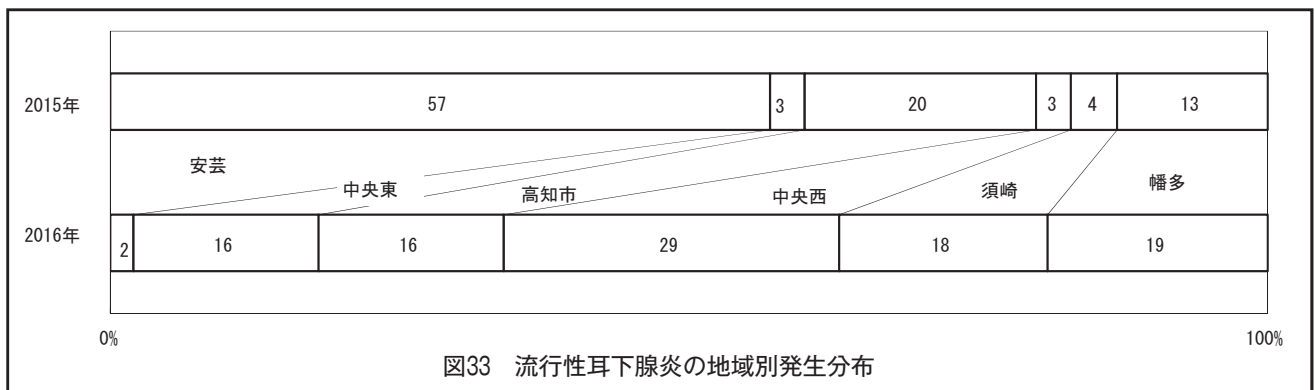 2015年 57 3 20 3 4 13
安芸 中央東 高知市 中央西 須崎 幡多
2016年 2 16 16 29 18 19
0% 100%
図33 流行性耳下腺炎の地域別発生分布